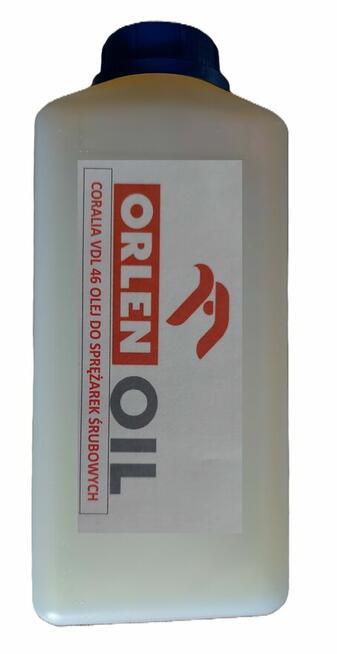 ORLEN OIL
CORALIA VDL 46 OLEJ DO SPRĘŻAREK ŚRUBOWYCH